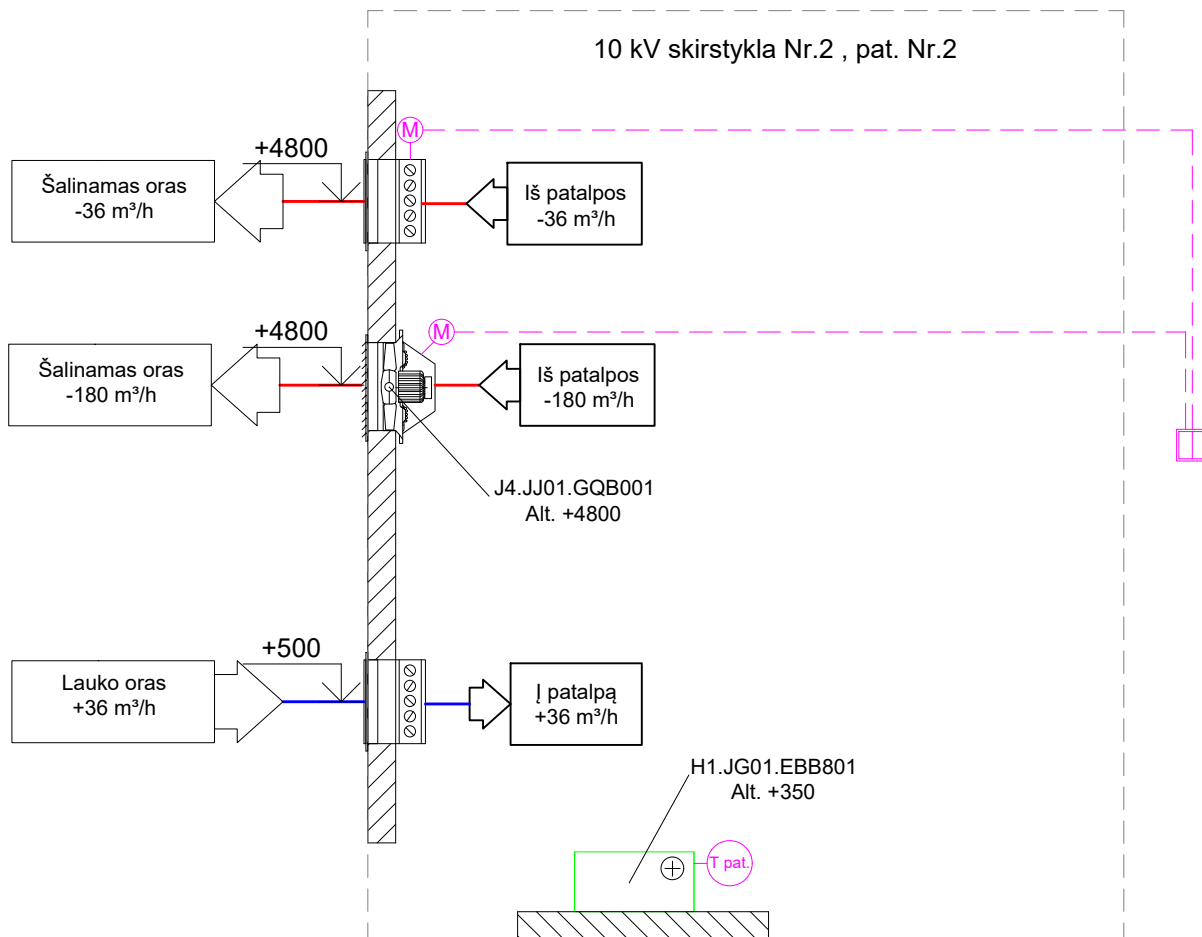 10 kV skirstykla Nr.2 , pat. Nr.2
M
+4800
Šalinamas oras
-36 m³/h
Iš patalpos
-36 m³/h
+4800
M
Šalinamas oras
-180 m³/h
Iš patalpos
-180 m³/h
J4.JJ01.GQB001
Alt. +4800
+500
Lauko oras
+36 m³/h
Į patalpą
+36 m³/h
H1.JG01.EBB801
Alt. +350
T pat.